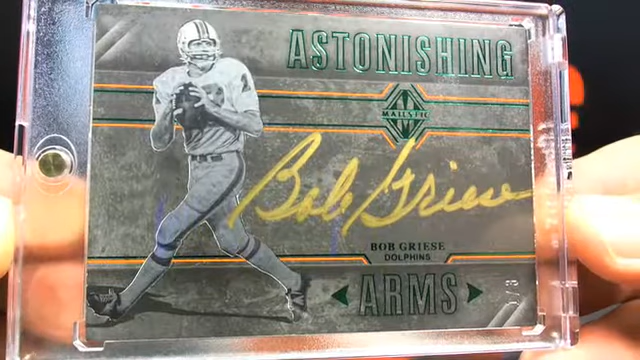 ASTONISHING
MAJESTIC
Bob Griese
BOB GRIESE
DOLPHINS
ARMS